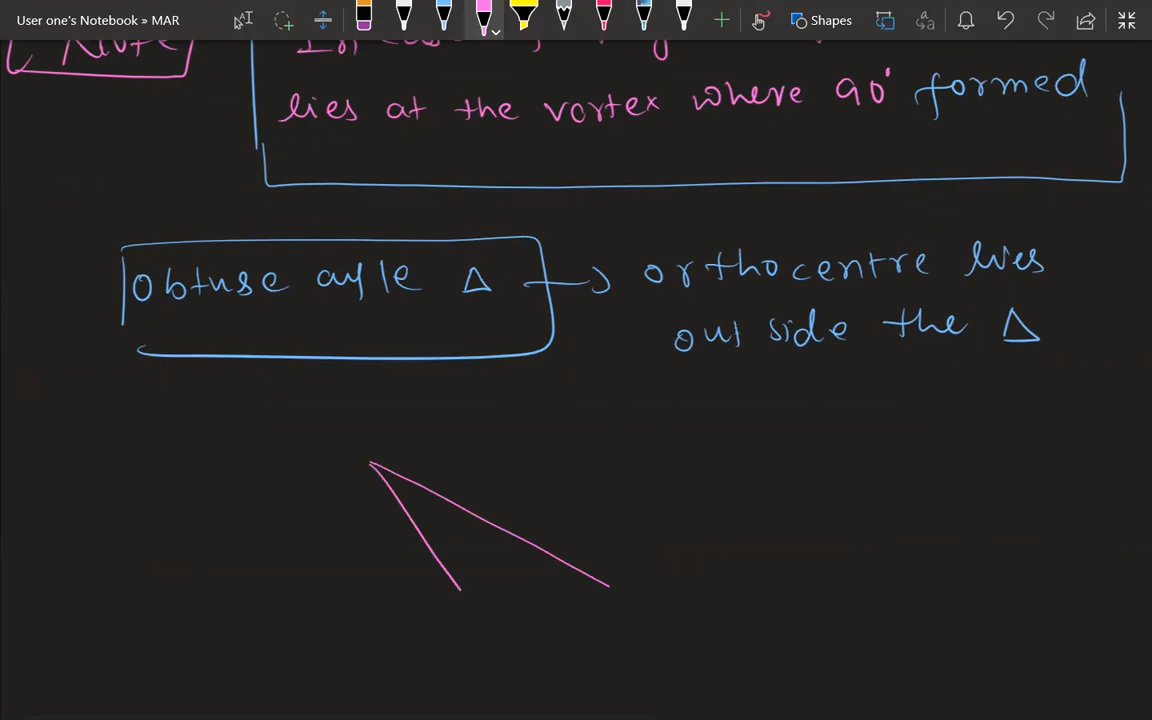 User one's Notebook » MAR
Shapes
Note
lies at the vortex where 90° formed
Obtuse angle Δ → orthocentre lies
out side the Δ